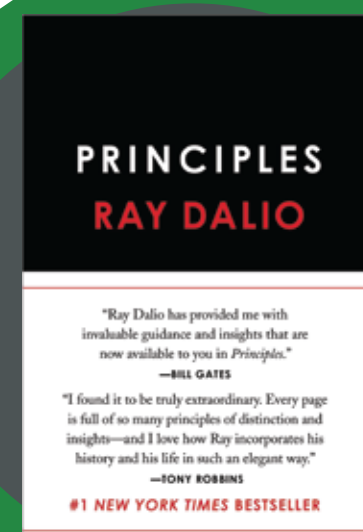 PRINCIPLES
RAY DALIO
“Ray Dalio has provided me with
invaluable guidance and insights that are
now available to you in Principles.”
—BILL GATES
“I found it to be truly extraordinary. Every page
is full of so many principles of distinction and
insights—and I love how Ray incorporates his
history and his life in such an elegant way.”
—TONY ROBBINS
#1 NEW YORK TIMES BESTSELLER